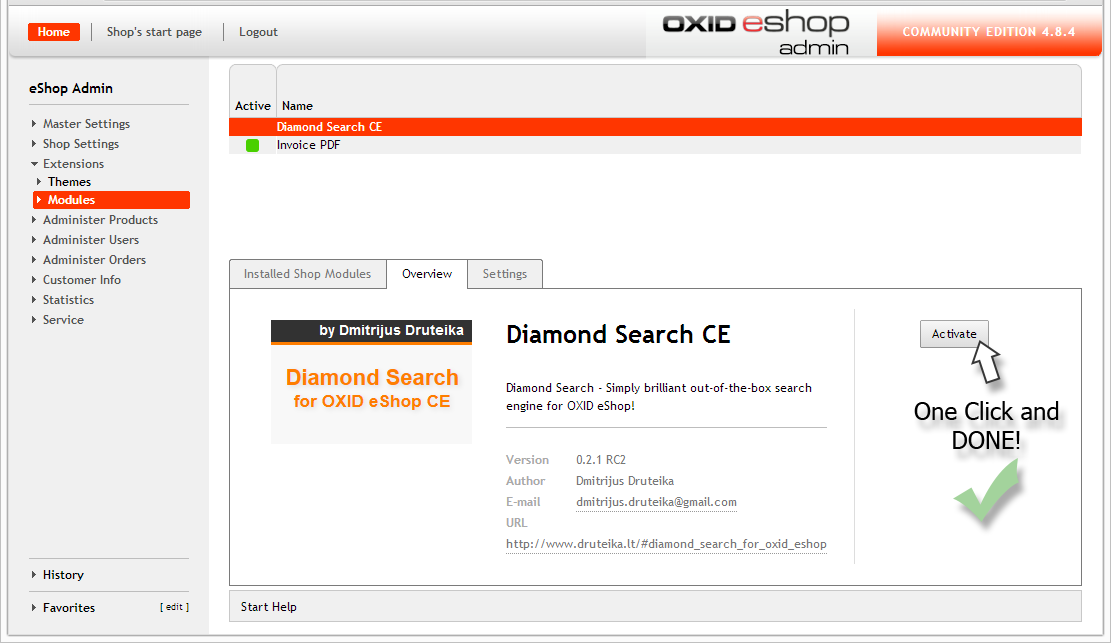 Home
Shop's start page
Logout
OXID eshop
admin
COMMUNITY EDITION 4.8.4
eShop Admin
Master Settings
Shop Settings
Extensions
Themes
Modules
Administer Products
Administer Users
Administer Orders
Customer Info
Statistics
Service
History
Favorites
[ edit ]
Active Name
Diamond Search CE
Invoice PDF
Installed Shop Modules
Overview
Settings
by Dmitrijus Druteika
Diamond Search
for OXID eShop CE
Diamond Search CE
Diamond Search - Simply brilliant out-of-the-box search
engine for OXID eShop!
Version 0.2.1 RC2
Author Dmitrijus Druteika
E-mail dmitrijus.druteika@gmail.com
URL
http://www.druteika.lt/#diamond_search_for_oxid_eshop
Activate
One Click and
DONE!
Start Help